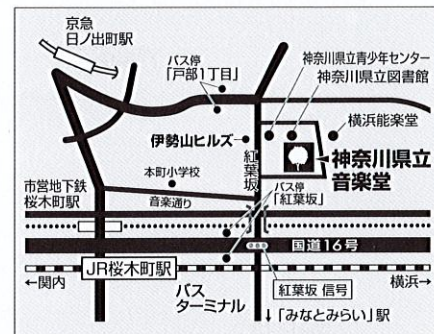 京急
日ノ出町駅
バス停
「戸部1丁目」
神奈川県立青少年センター
神奈川県立図書館
横浜能楽堂
伊勢山ヒルズ
紅葉坂
神奈川県立
音楽堂
本町小学校
市営地下鉄
桜木町駅
音楽通り
バス停
「紅葉坂」
国道16号
JR桜木町駅
←関内
横浜→
バス
ターミナル
紅葉坂 信号
↓「みなとみらい」駅